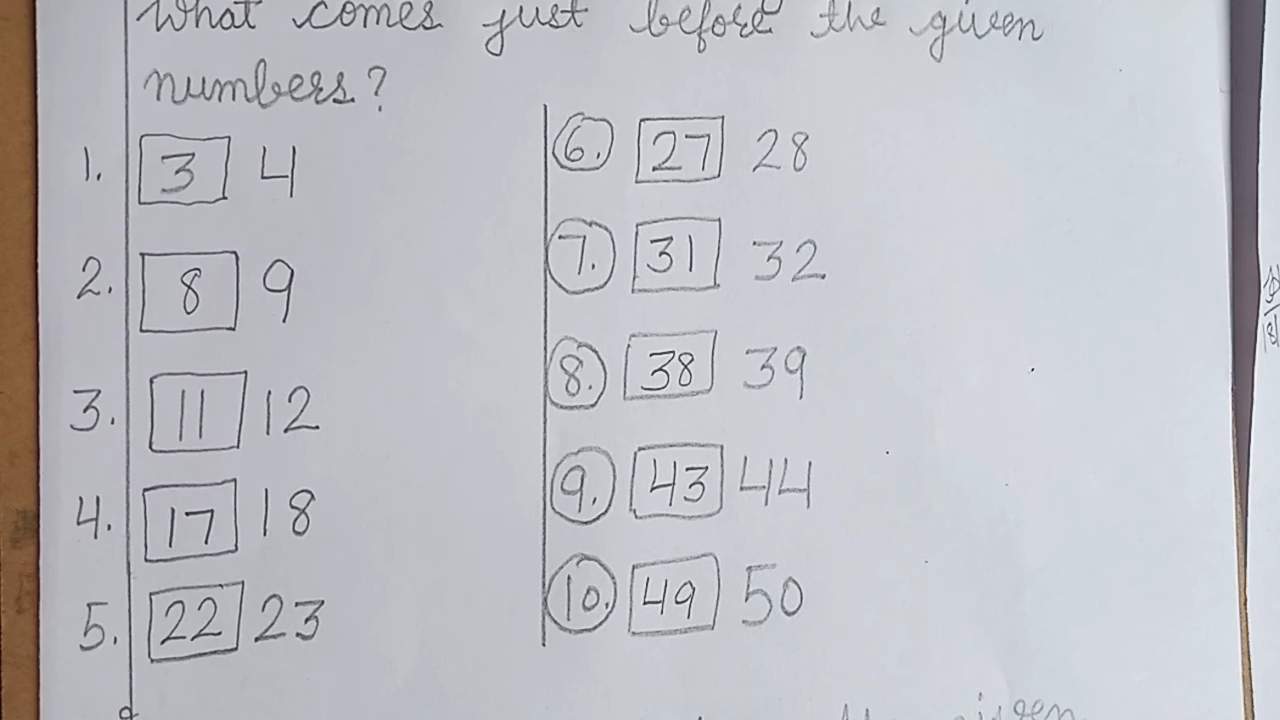 What comes just before the given
numbers?
1. 3 4
2. 8 9
3. 11 12
4. 17 18
5. 22 23
6. 27 28
7. 31 32
8. 38 39
9. 43 44
10. 49 50
given